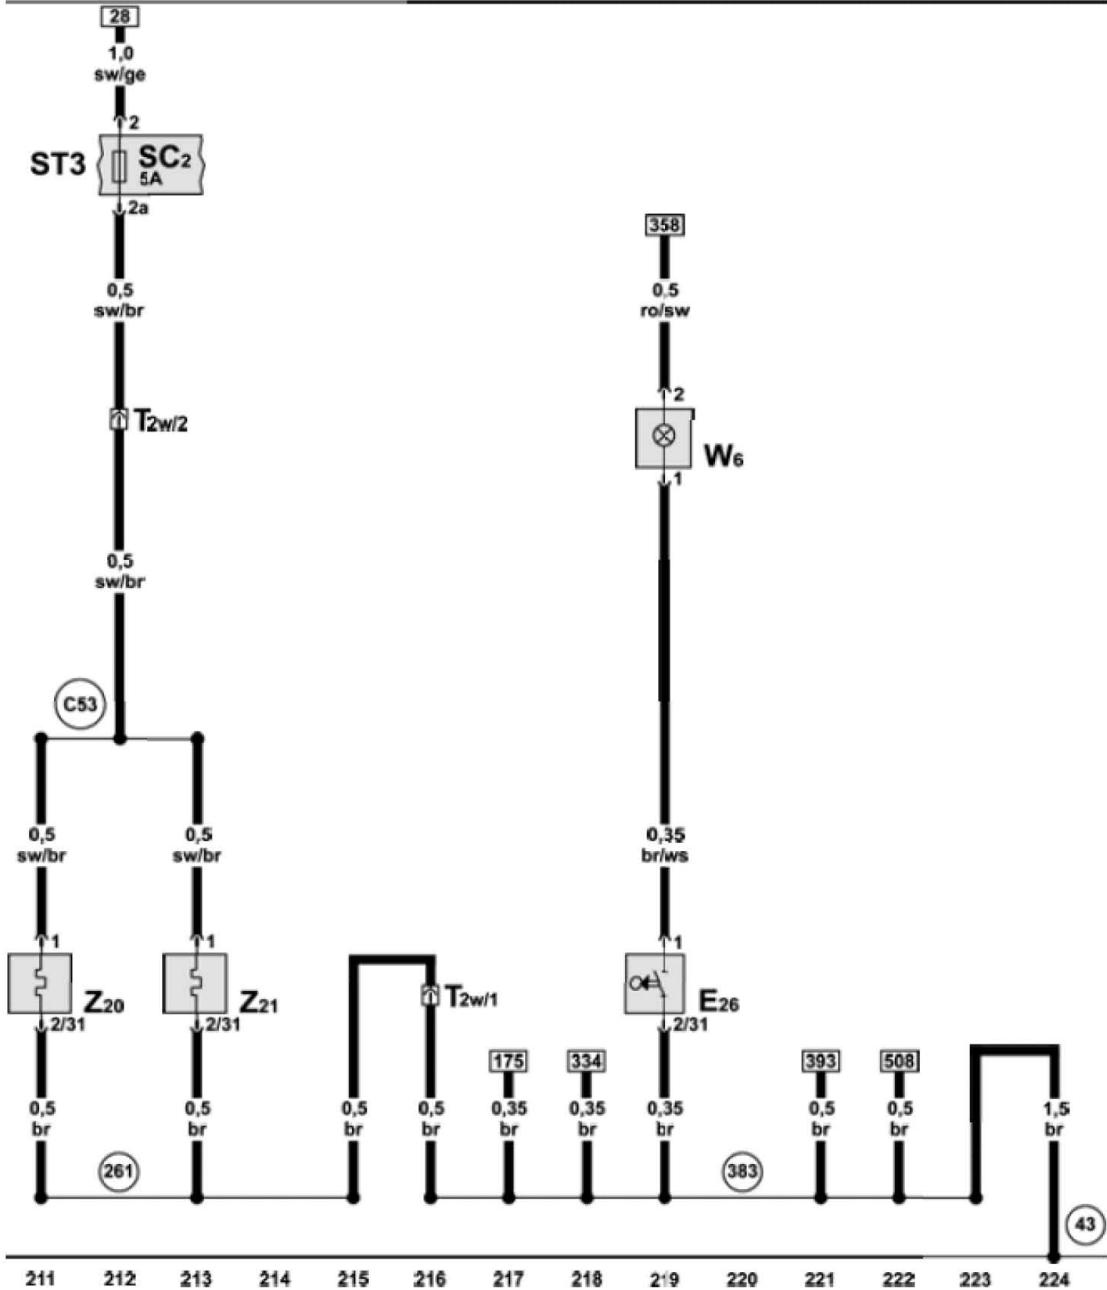 28
1,0
sw/ge
2
ST3
SC2
5A
2a
358
0,5
sw/br
0,5
ro/sw
2
T2w/2
W6
1
0,5
sw/br
C53
0,5
sw/br
0,5
sw/br
0,35
br/ws
1
1
1
Z20
Z21
T2w/1
E26
2/31
2/31
2/31
175
334
393
508
0,5
br
0,5
br
0,5
br
0,5
br
0,35
br
0,35
br
0,35
br
0,5
br
0,5
br
1,5
br
261
383
43
211 212 213 214 215 216 217 218 219 220 221 222 223 224